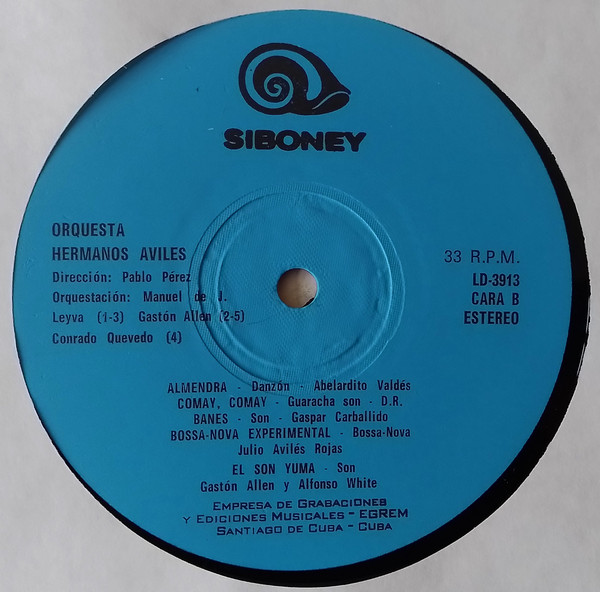 SIBONEY
ORQUESTA
HERMANOS AVILES
Dirección: Pablo Pérez
Orquestación: Manuel de J.
Leyva (1-3) Gastón Allen (2-5)
Conrado Quevedo (4)
33 R.P.M.
LD-3913
CARA B
ESTEREO
ALMENDRA - Danzón - Abelardito Valdés
COMAY, COMAY - Guaracha son - D.R.
BANES - Son - Gaspar Carballido
BOSSA-NOVA EXPERIMENTAL - Bossa-Nova
Julio Avilés Rojas
EL SON YUMA - Son
Gastón Allen y Alfonso White
EMPRESA DE GRABACIONES
Y EDICIONES MUSICALES - EGREM
SANTIAGO DE CUBA - CUBA